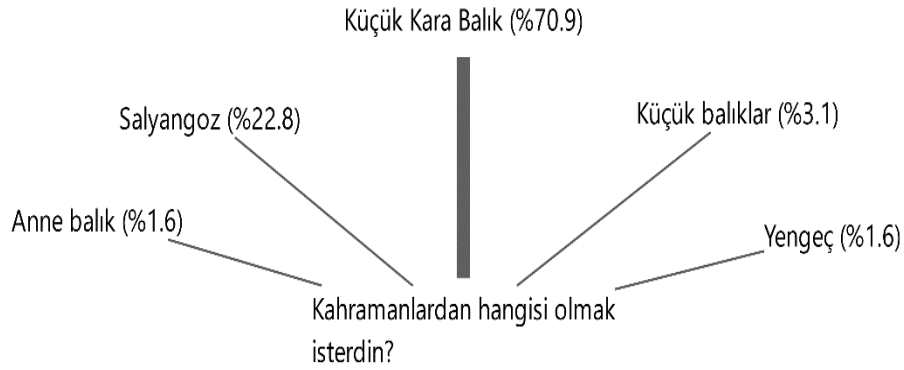 Küçük Kara Balık (%70.9)
Salyangoz (%22.8)
Küçük balıklar (%3.1)
Anne balık (%1.6)
Yengeç (%1.6)
Kahramanlardan hangisi olmak
isterdin?